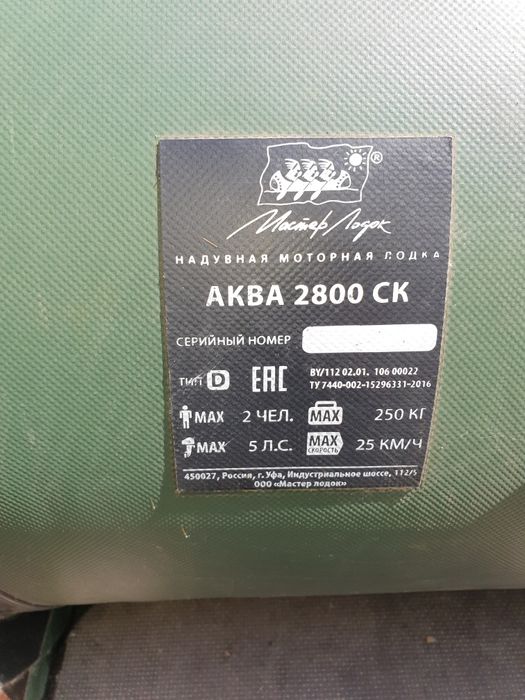 ®
Мастер Лодок
НАДУВНАЯ МОТОРНАЯ ЛОДКА
АКВА 2800 СК
СЕРИЙНЫЙ НОМЕР
ТИП D ЕАС BY/112 02.01. 106 00022
ТУ 7440-002-15296331-2016
MAX 2 ЧЕЛ. MAX 250 КГ
MAX 5 Л.С. MAX СКОРОСТЬ 25 КМ/Ч
450027, Россия, г. Уфа, Индустриальное шоссе, 112/5
ООО «Мастер лодок»